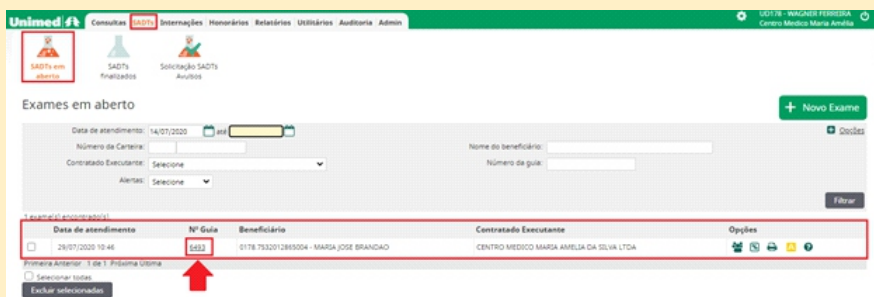 Unimed ft Consultas SADTs Internações Honorários Relatórios Utilitários Auditoria Admin
UD178 - WAGNER FERREIRA
Centro Medico Maria Amélia
SADTs em aberto
SADTs finalizados
Solicitação SADTs Avulsos
Exames em aberto
+ Novo Exame
Data de atendimento: 14/07/2020 até
Opções
Número da Carteira:
Nome do beneficiário:
Contratado Executante: Selecione
Número da guia:
Alertas: Selecione
Filtrar
1 exame(s) encontrado(s).
Data de atendimento Nº Guia Beneficiário Contratado Executante Opções
29/07/2020 10:46 6493 0178.7532012865004 - MARIA JOSE BRANDAO CENTRO MEDICO MARIA AMELIA DA SILVA LTDA
Primeira Anterior 1 de 1 Próxima Última
Selecionar todas
Excluir selecionadas